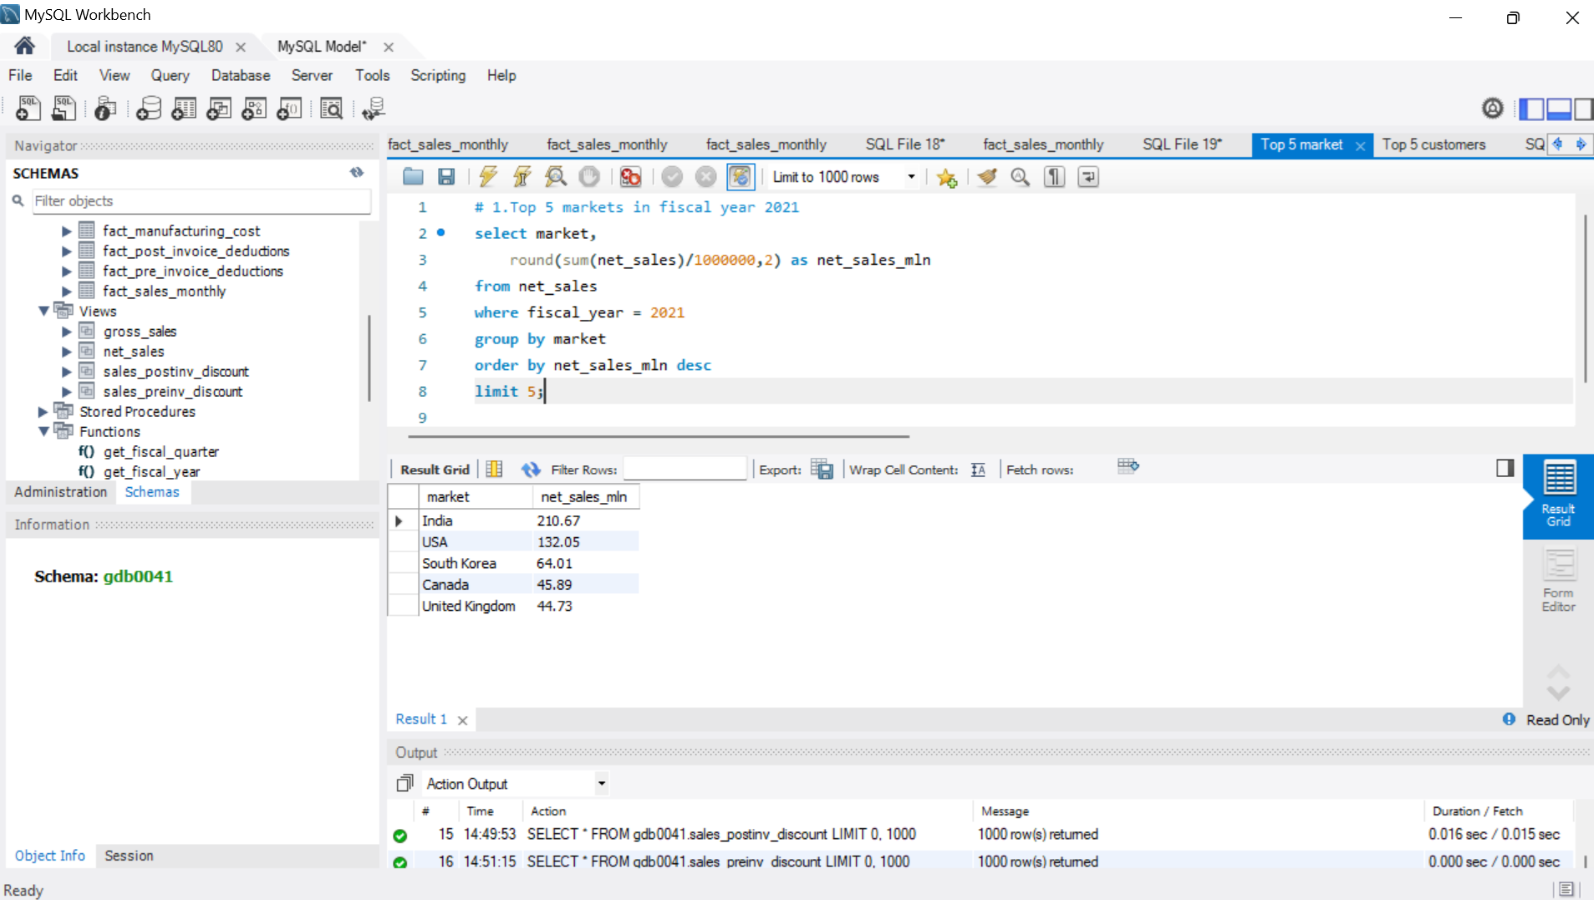 MySQL Workbench
Local instance MySQL80
MySQL Model*
File Edit View Query Database Server Tools Scripting Help
Navigator
SCHEMAS
Filter objects
fact_manufacturing_cost
fact_post_invoice_deductions
fact_pre_invoice_deductions
fact_sales_monthly
Views
gross_sales
net_sales
sales_postinv_discount
sales_preinv_discount
Stored Procedures
Functions
f() get_fiscal_quarter
f() get_fiscal_year
Administration Schemas
Information
Schema: gdb0041
Object Info Session
Ready
fact_sales_monthly fact_sales_monthly fact_sales_monthly SQL File 18* fact_sales_monthly SQL File 19* Top 5 market Top 5 customers SQ
Limit to 1000 rows
1 # 1.Top 5 markets in fiscal year 2021
2 select market,
3 round(sum(net_sales)/1000000,2) as net_sales_mln
4 from net_sales
5 where fiscal_year = 2021
6 group by market
7 order by net_sales_mln desc
8 limit 5;
9
Result Grid Filter Rows: Export: Wrap Cell Content: Fetch rows:
market net_sales_mln
India 210.67
USA 132.05
South Korea 64.01
Canada 45.89
United Kingdom 44.73
Result Grid
Form Editor
Result 1
Read Only
Output
Action Output
# Time Action Message Duration / Fetch
15 14:49:53 SELECT * FROM gdb0041.sales_postinv_discount LIMIT 0, 1000 1000 row(s) returned 0.016 sec / 0.015 sec
16 14:51:15 SELECT * FROM gdb0041.sales_preinv_discount LIMIT 0, 1000 1000 row(s) returned 0.000 sec / 0.000 sec